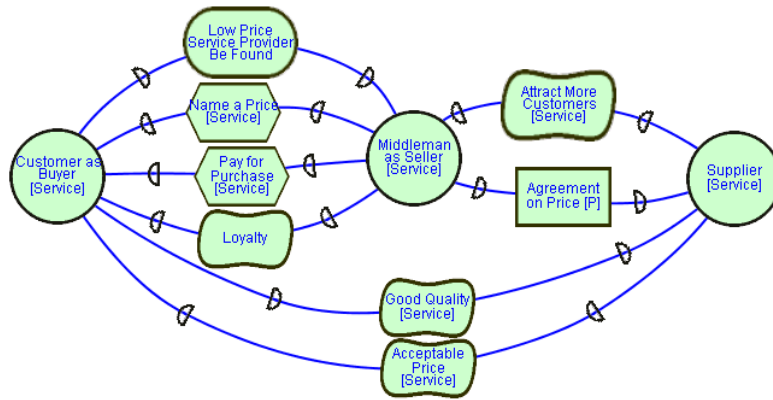 Low Price
Service Provider
Be Found
Name a Price
[Service]
Attract More
Customers
[Service]
Customer as
Buyer
[Service]
Pay for
Purchase
[Service]
Middleman
as Seller
[Service]
Supplier
[Service]
Agreement
on Price [P]
Loyalty
Good Quality
[Service]
Acceptable
Price
[Service]